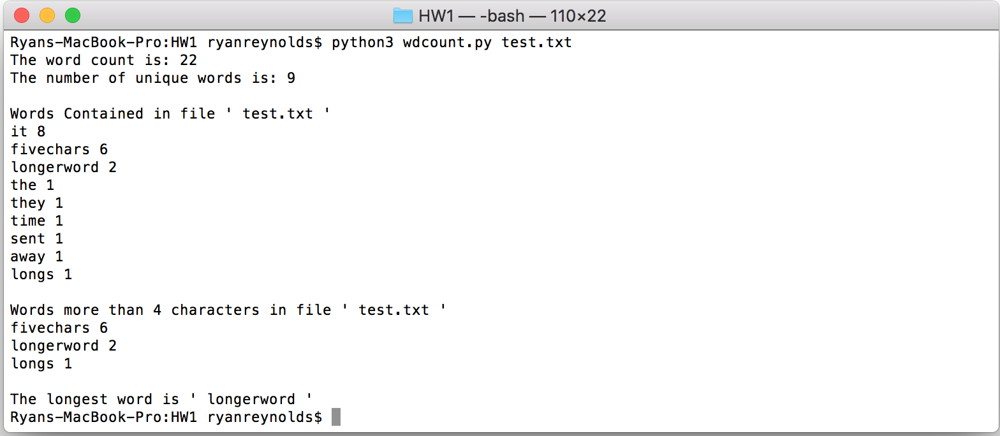 HW1 — -bash — 110×22
Ryans-MacBook-Pro:HW1 ryanreynolds$ python3 wdcount.py test.txt
The word count is: 22
The number of unique words is: 9
Words Contained in file ' test.txt '
it 8
fivechars 6
longerword 2
the 1
they 1
time 1
sent 1
away 1
longs 1
Words more than 4 characters in file ' test.txt '
fivechars 6
longerword 2
longs 1
The longest word is ' longerword '
Ryans-MacBook-Pro:HW1 ryanreynolds$